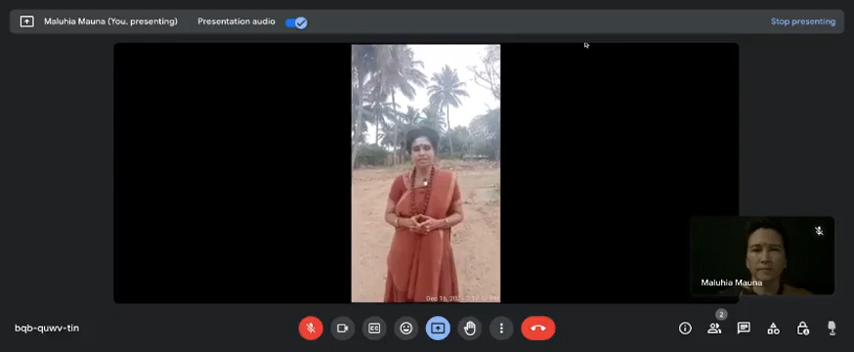 Maluhia Mauna (You, presenting)
Presentation audio
Stop presenting
Maluhia Mauna
bqb-quwv-tin
2